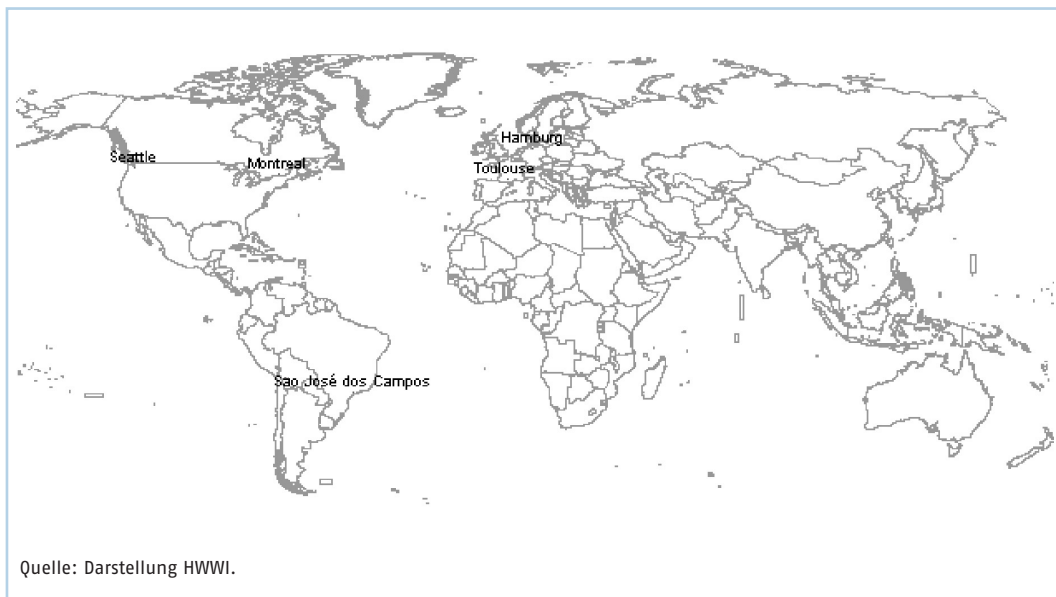 Hamburg
Seattle
Montreal
Toulouse
Sao José dos Campos
Quelle: Darstellung HWWI.